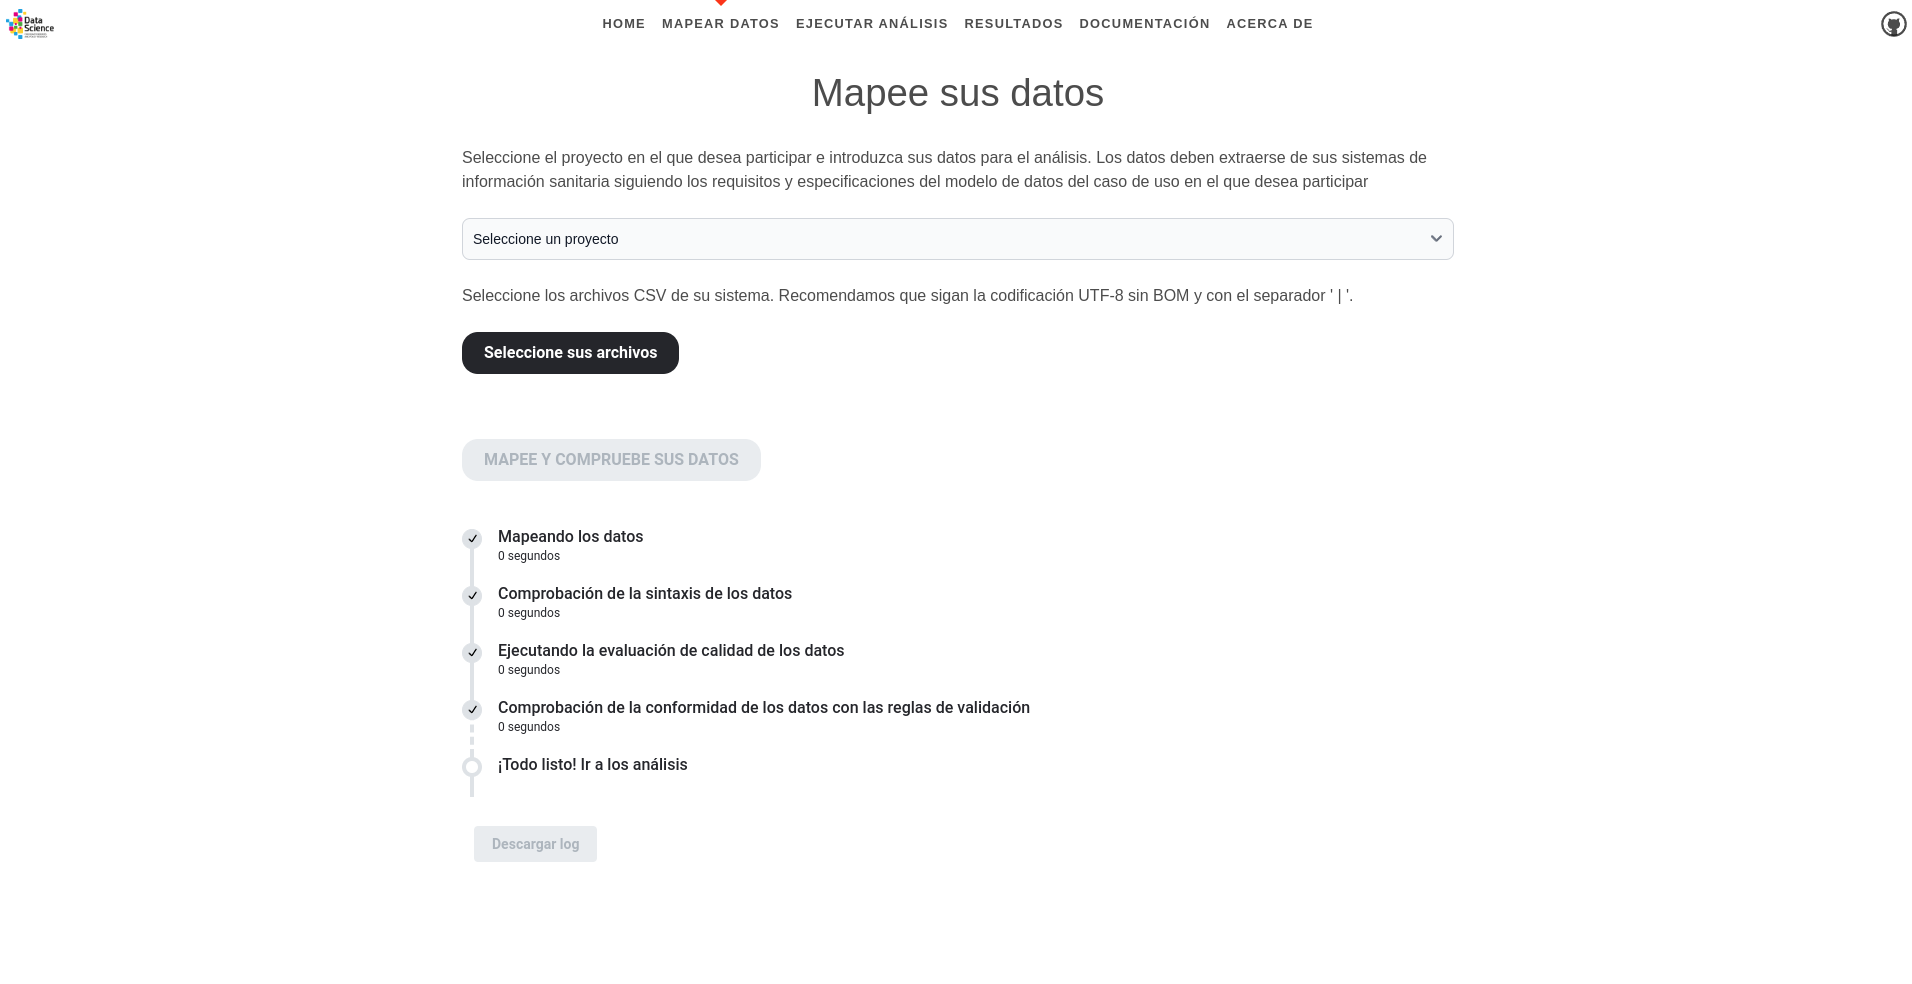 Data
Science
HOME MAPEAR DATOS EJECUTAR ANÁLISIS RESULTADOS DOCUMENTACIÓN ACERCA DE
Mapee sus datos
Seleccione el proyecto en el que desea participar e introduzca sus datos para el análisis. Los datos deben extraerse de sus sistemas de
información sanitaria siguiendo los requisitos y especificaciones del modelo de datos del caso de uso en el que desea participar
Seleccione un proyecto
Seleccione los archivos CSV de su sistema. Recomendamos que sigan la codificación UTF-8 sin BOM y con el separador ' | '.
Seleccione sus archivos
MAPEE Y COMPRUEBE SUS DATOS
Mapeando los datos
0 segundos
Comprobación de la sintaxis de los datos
0 segundos
Ejecutando la evaluación de calidad de los datos
0 segundos
Comprobación de la conformidad de los datos con las reglas de validación
0 segundos
¡Todo listo! Ir a los análisis
Descargar log